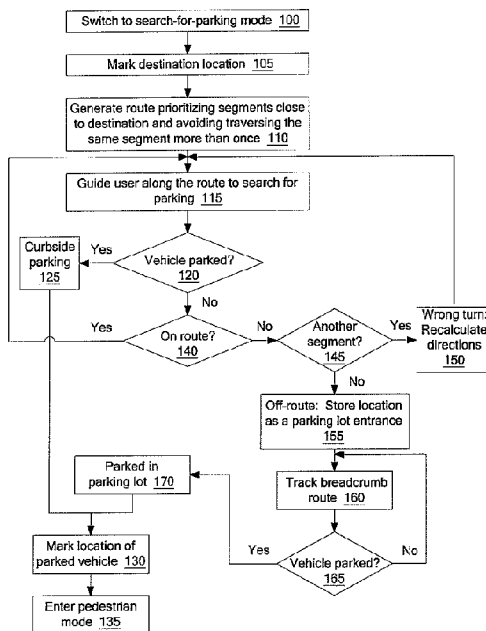 Switch to search-for-parking mode 100
Mark destination location 105
Generate route prioritizing segments close
to destination and avoiding traversing the
same segment more than once
110
Guide user along the route to search for
parking 115
Yes
Curbside
parking
125
Vehicle parked?
120
No
Yes
On route?
140
No
Another
segment?
145
Yes
Wrong turn:
Recalculate
directions
150
No
Off-route: Store location
as a parking lot entrance
155
Parked in
parking lot 170
Track breadcrumb
route 160
Mark location of
parked vehicle 130
Yes
Vehicle parked?
165
No
Enter pedestrian
mode 135